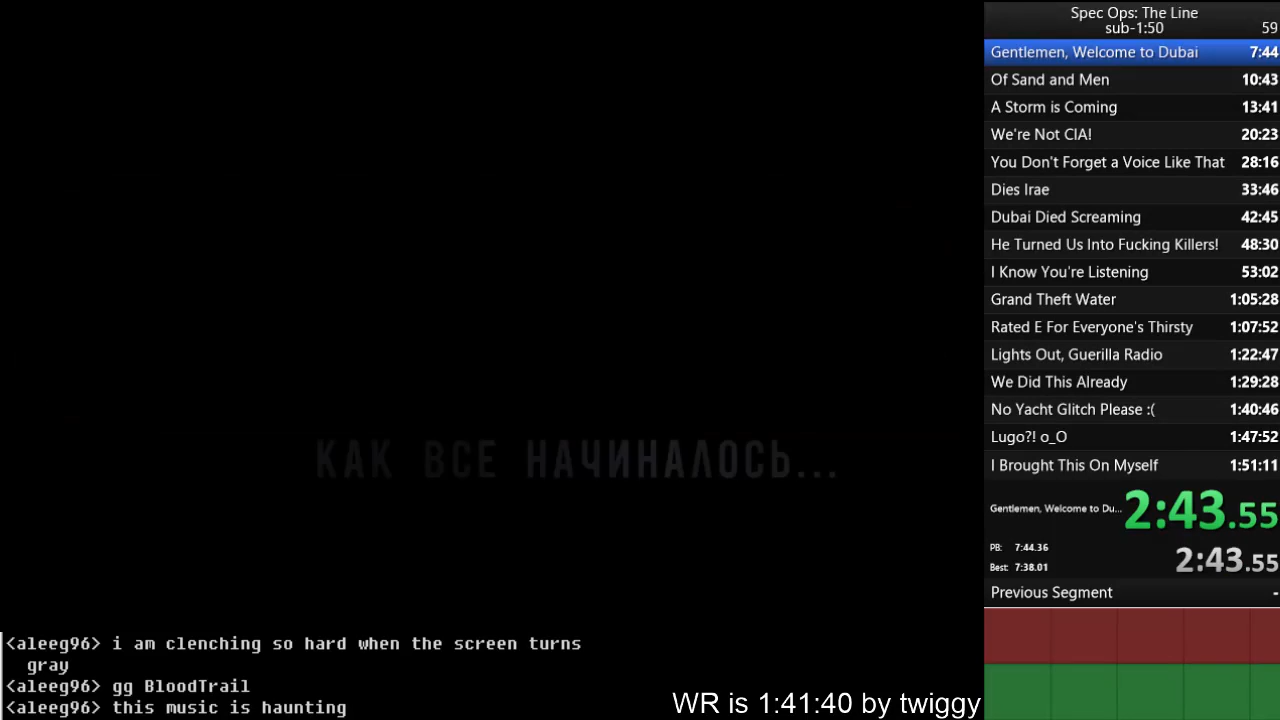 КАК ВСЕ НАЧИНАЛОСЬ...
<aleeg96> i am clenching so hard when the screen turns
gray
<aleeg96> gg BloodTrail
<aleeg96> this music is haunting
WR is 1:41:40 by twiggy
Spec Ops: The Line
sub-1:50 59
Gentlemen, Welcome to Dubai 7:44
Of Sand and Men 10:43
A Storm is Coming 13:41
We're Not CIA! 20:23
You Don't Forget a Voice Like That 28:16
Dies Irae 33:46
Dubai Died Screaming 42:45
He Turned Us Into Fucking Killers! 48:30
I Know You're Listening 53:02
Grand Theft Water 1:05:28
Rated E For Everyone's Thirsty 1:07:52
Lights Out, Guerilla Radio 1:22:47
We Did This Already 1:29:28
No Yacht Glitch Please :( 1:40:46
Lugo?! o_O 1:47:52
I Brought This On Myself 1:51:11
Gentlemen, Welcome to Du... 2:43.55
PB: 7:44.36
Best: 7:38.01 2:43.55
Previous Segment -